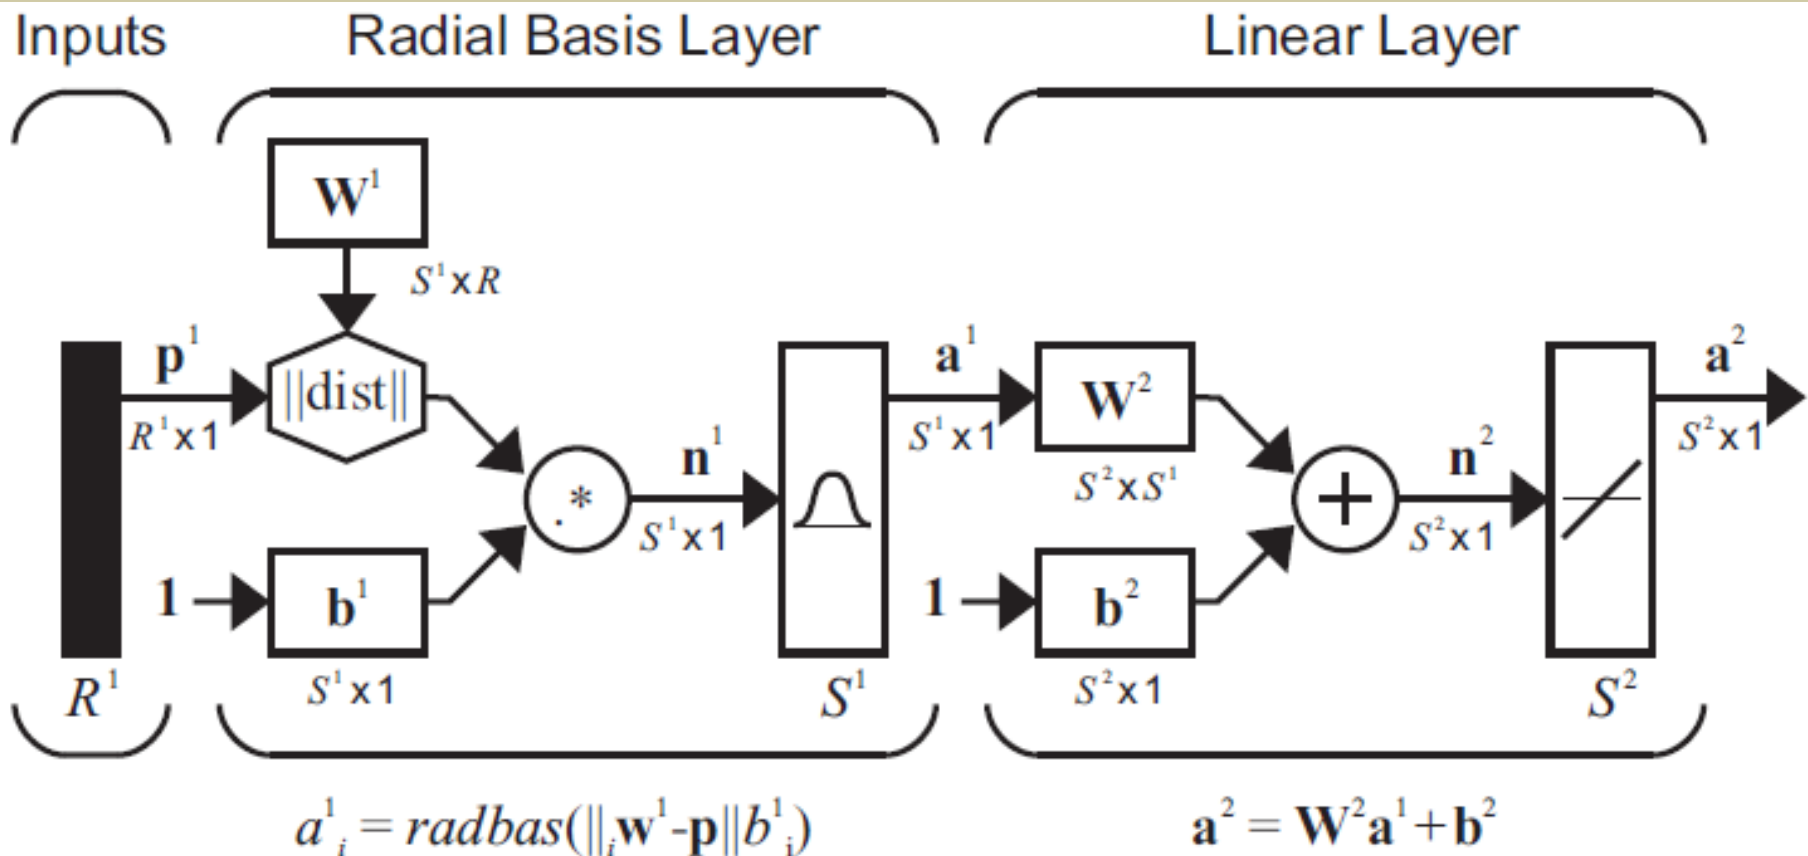 Inputs
Radial Basis Layer
Linear Layer
W¹
S¹xR
p¹
||dist||
R¹x1
a¹
S¹x1
W²
S²xS¹
a²
S²x1
.*
n¹
S¹x1
+
n²
S²x1
1
b¹
S¹x1
1
b²
S²x1
R¹
S¹
S²
a¹ᵢ = radbas(||ᵢw¹-p||b¹ᵢ)
a² = W²a¹+b²